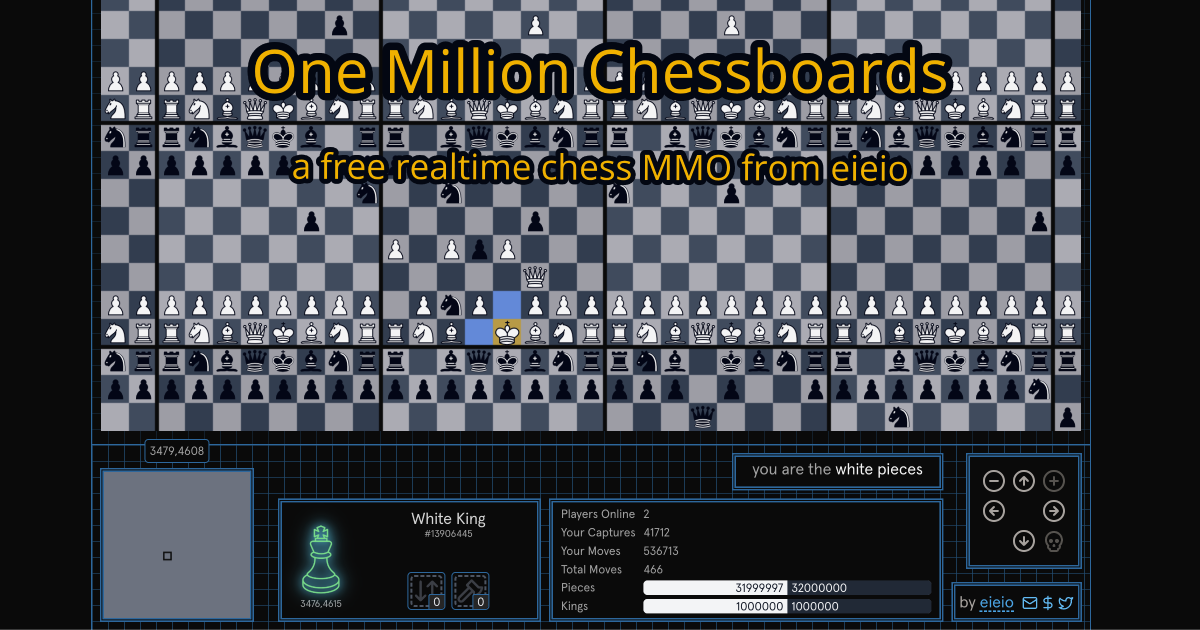 One Million Chessboards
a free realtime chess MMO from eieio
3479,4608
you are the white pieces
White King
#13906445
3476,4615
0
0
Players Online 2
Your Captures 41712
Your Moves 536713
Total Moves 466
Pieces 31999997 32000000
Kings 1000000 1000000
by eieio